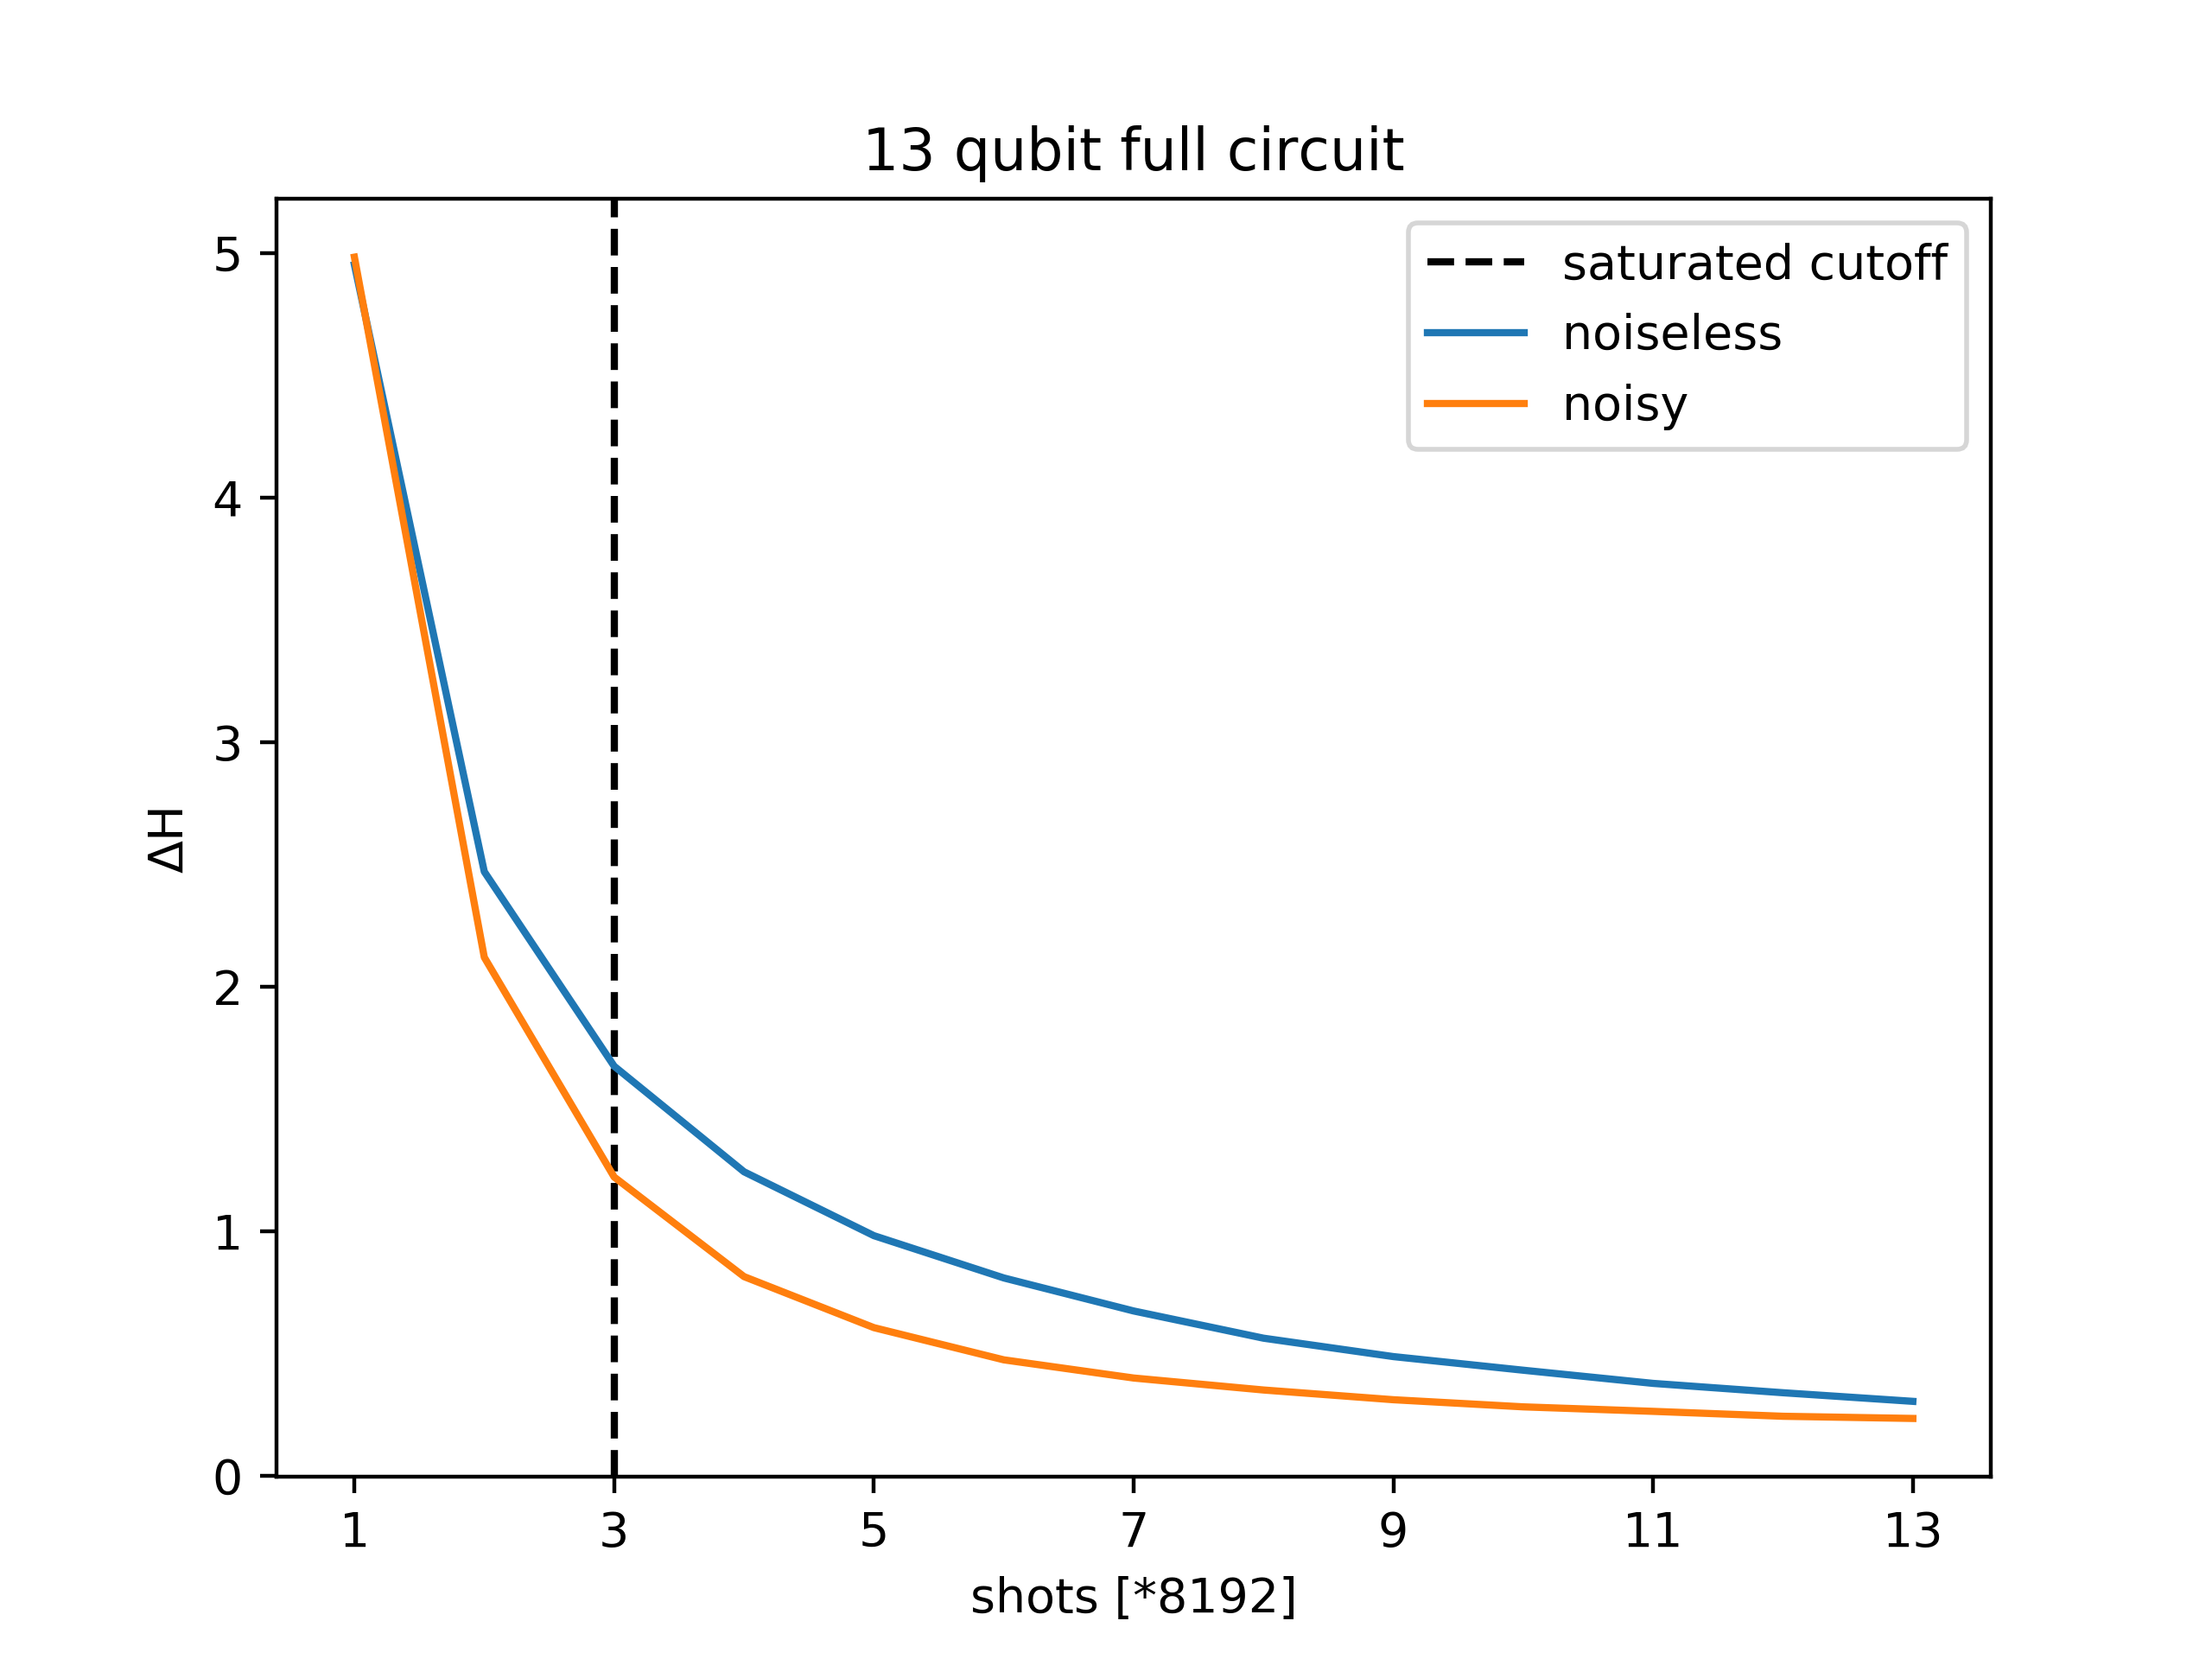 13 qubit full circuit
saturated cutoff
noiseless
noisy
5
4
3
2
1
0
ΔH
1 3 5 7 9 11 13
shots [*8192]